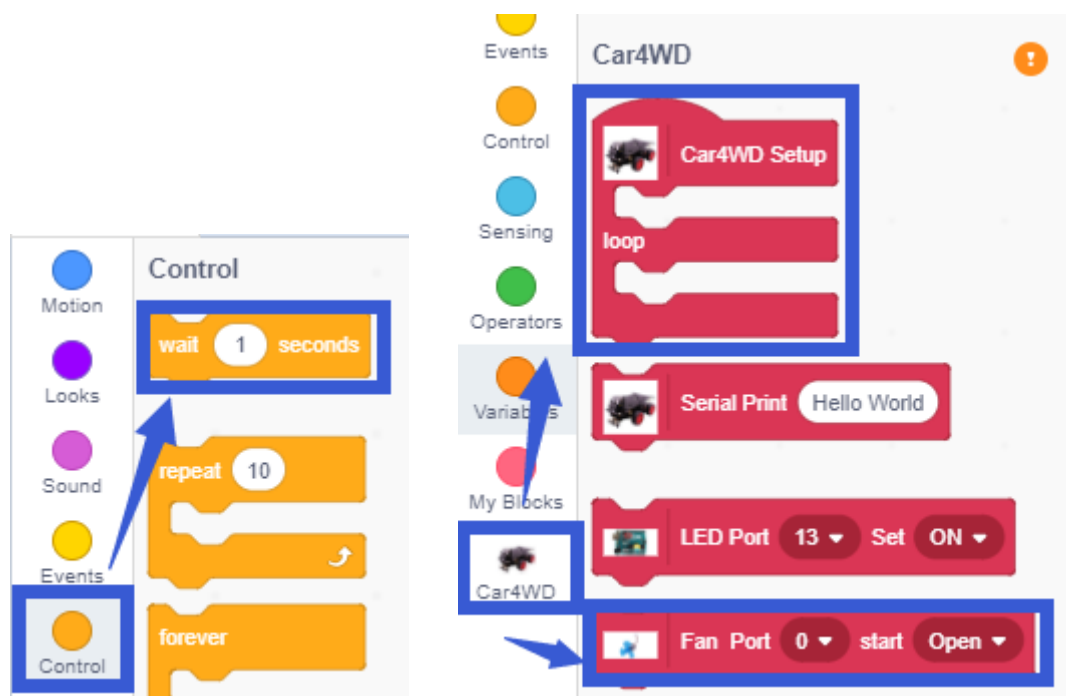 Control
Motion
wait 1 seconds
Looks
repeat 10
Sound
Events
forever
Control
Events
Car4WD
!
Control
Car4WD Setup
Sensing
loop
Operators
Variables
Serial Print Hello World
My Blocks
LED Port 13 Set ON
Car4WD
Fan Port 0 start Open